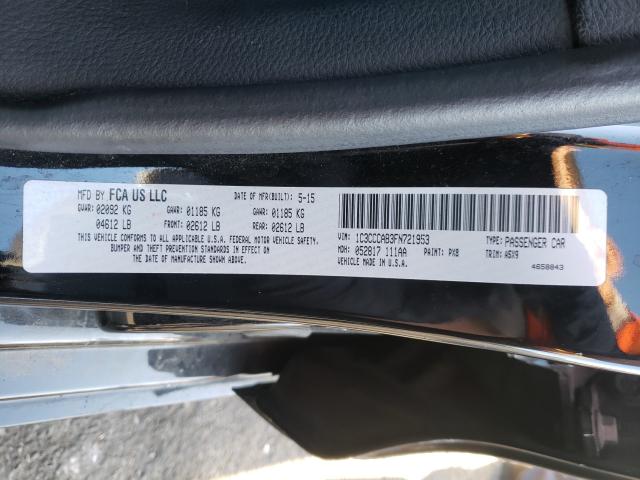 MFD BY FCA US LLC DATE OF MFR(BUILT): 5-15
GVWR: 02092 KG GAWR: 01185 KG GAWR: 01185 KG
04612 LB FRONT: 02612 LB REAR: 02612 LB
THIS VEHICLE CONFORMS TO ALL APPLICABLE U.S.A. FEDERAL MOTOR VEHICLE SAFETY,
BUMPER AND THEFT PREVENTION STANDARDS IN EFFECT ON
THE DATE OF MANUFACTURE SHOWN ABOVE.
VIN: 1C3CCCAB3FN721953 TYPE: PASSENGER CAR
MDH: 052817 111AA PAINT: PX8 TRIM: A5X9
VEHICLE MADE IN U.S.A. 4658843